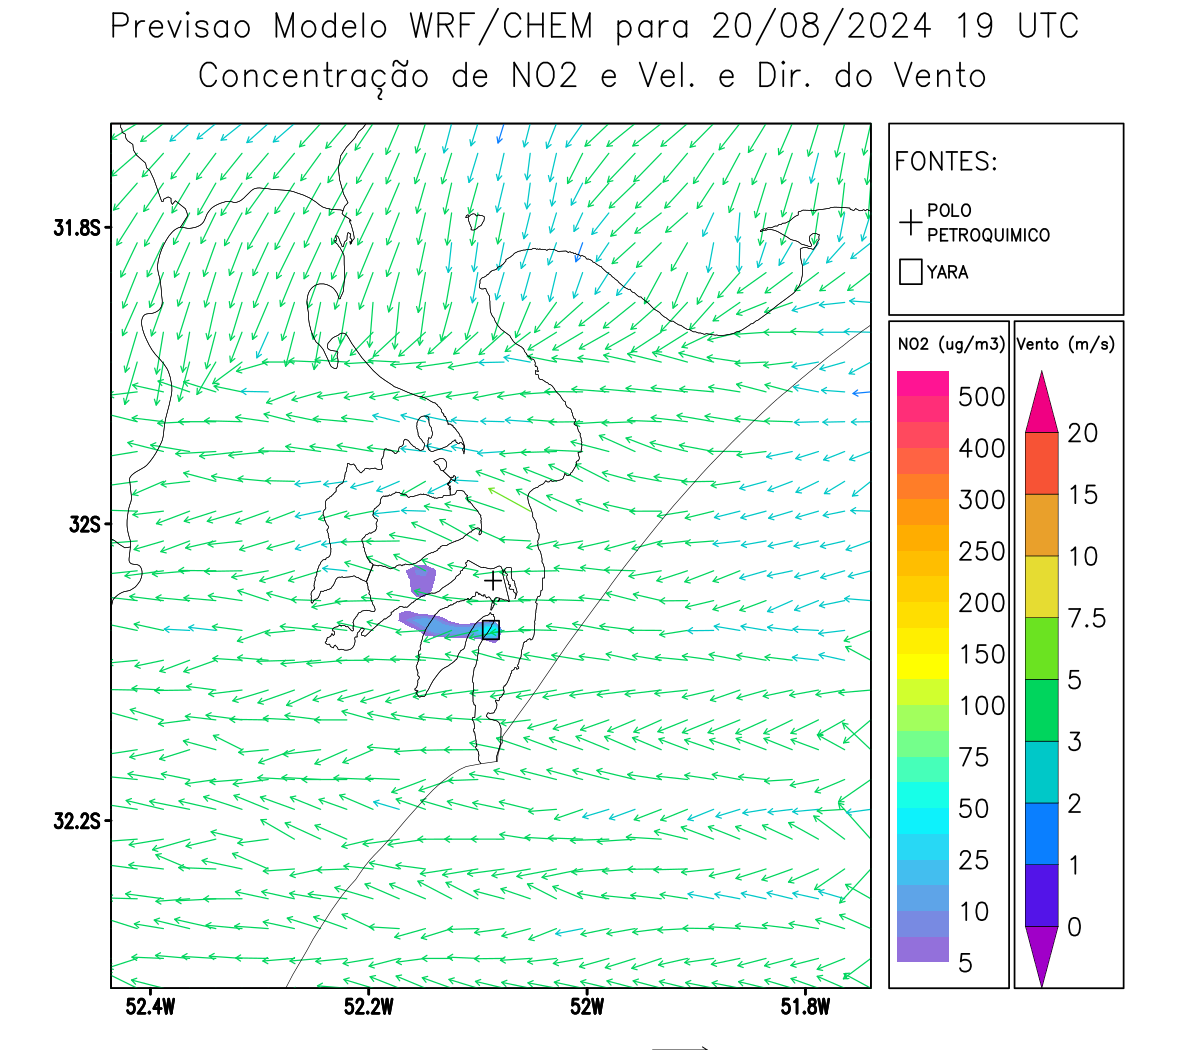 Previsao Modelo WRF/CHEM para 20/08/2024 19 UTC
Concentração de NO2 e Vel. e Dir. do Vento
FONTES:
POLO
PETROQUIMICO
YARA
31.8S
32S
32.2S
52.4W
52.2W
52W
51.8W
NO2 (ug/m3)
500
400
300
250
200
150
100
75
50
25
10
5
Vento (m/s)
20
15
10
7.5
5
3
2
1
0